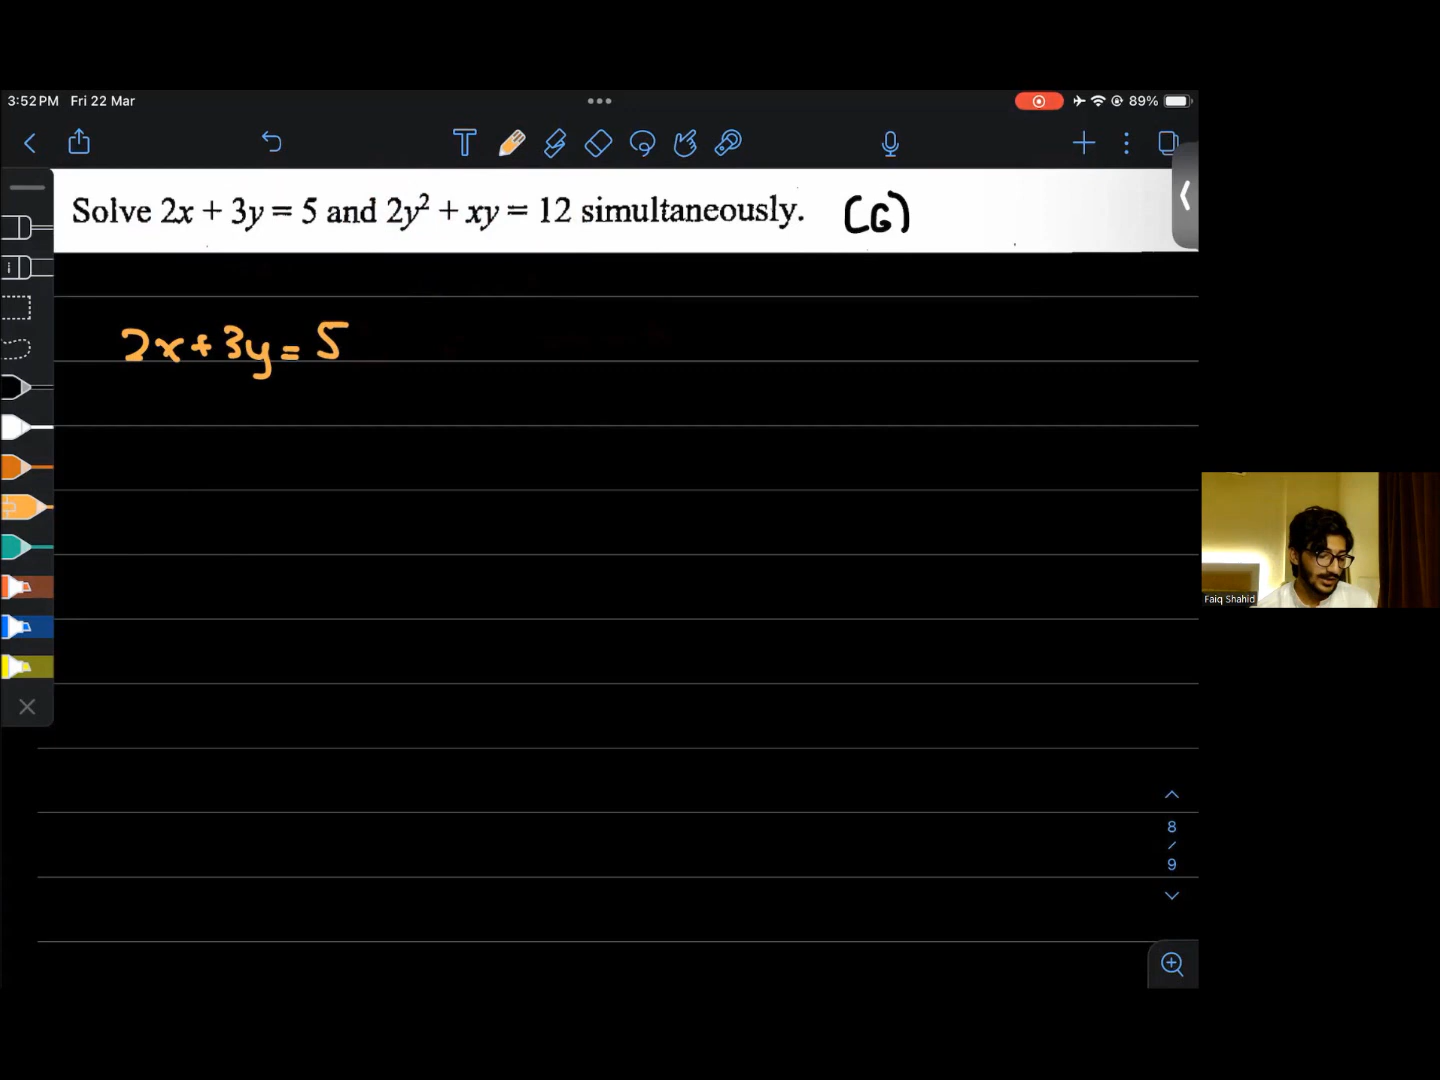 3:52 PM Fri 22 Mar
89%
T
Solve 2x + 3y = 5 and 2y² + xy = 12 simultaneously. (6)
2x+3y=5
Faiq Shahid
8
/
9